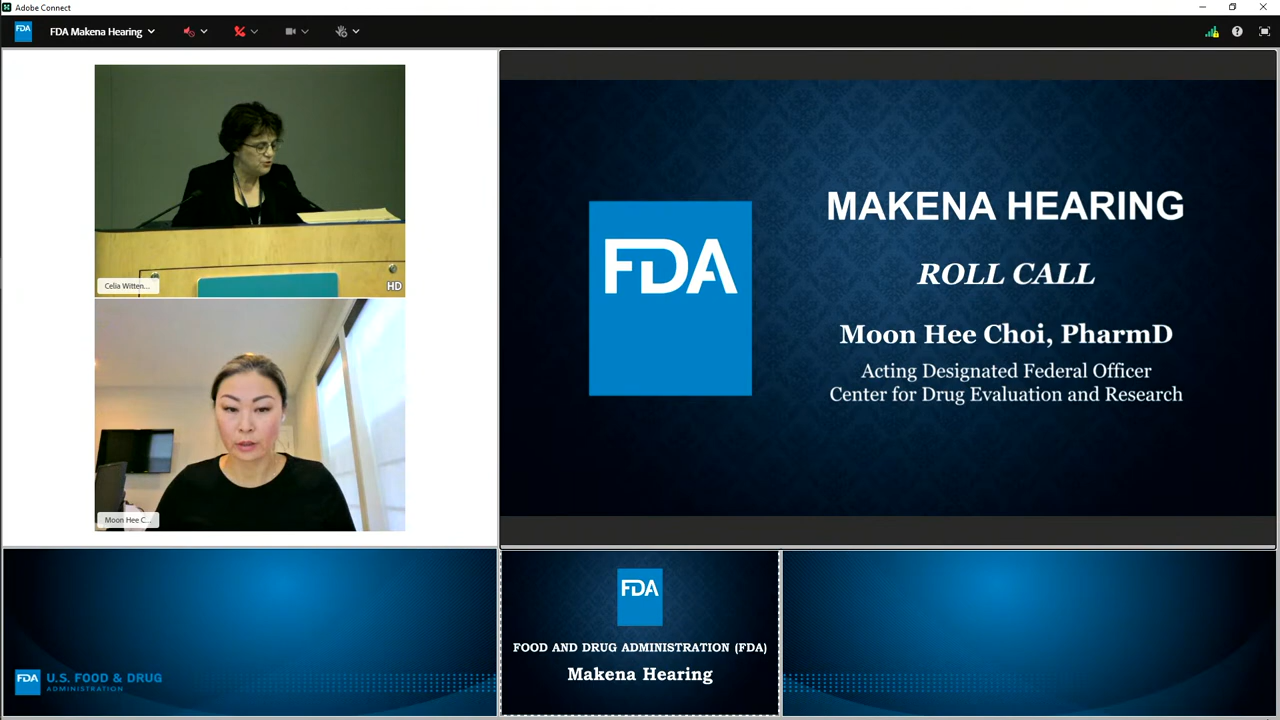 Adobe Connect
FDA
FDA Makena Hearing
Celia Witten...
HD
Moon Hee C...
FDA
MAKENA HEARING
ROLL CALL
Moon Hee Choi, PharmD
Acting Designated Federal Officer
Center for Drug Evaluation and Research
FDA
U.S. FOOD & DRUG
ADMINISTRATION
FDA
FOOD AND DRUG ADMINISTRATION (FDA)
Makena Hearing